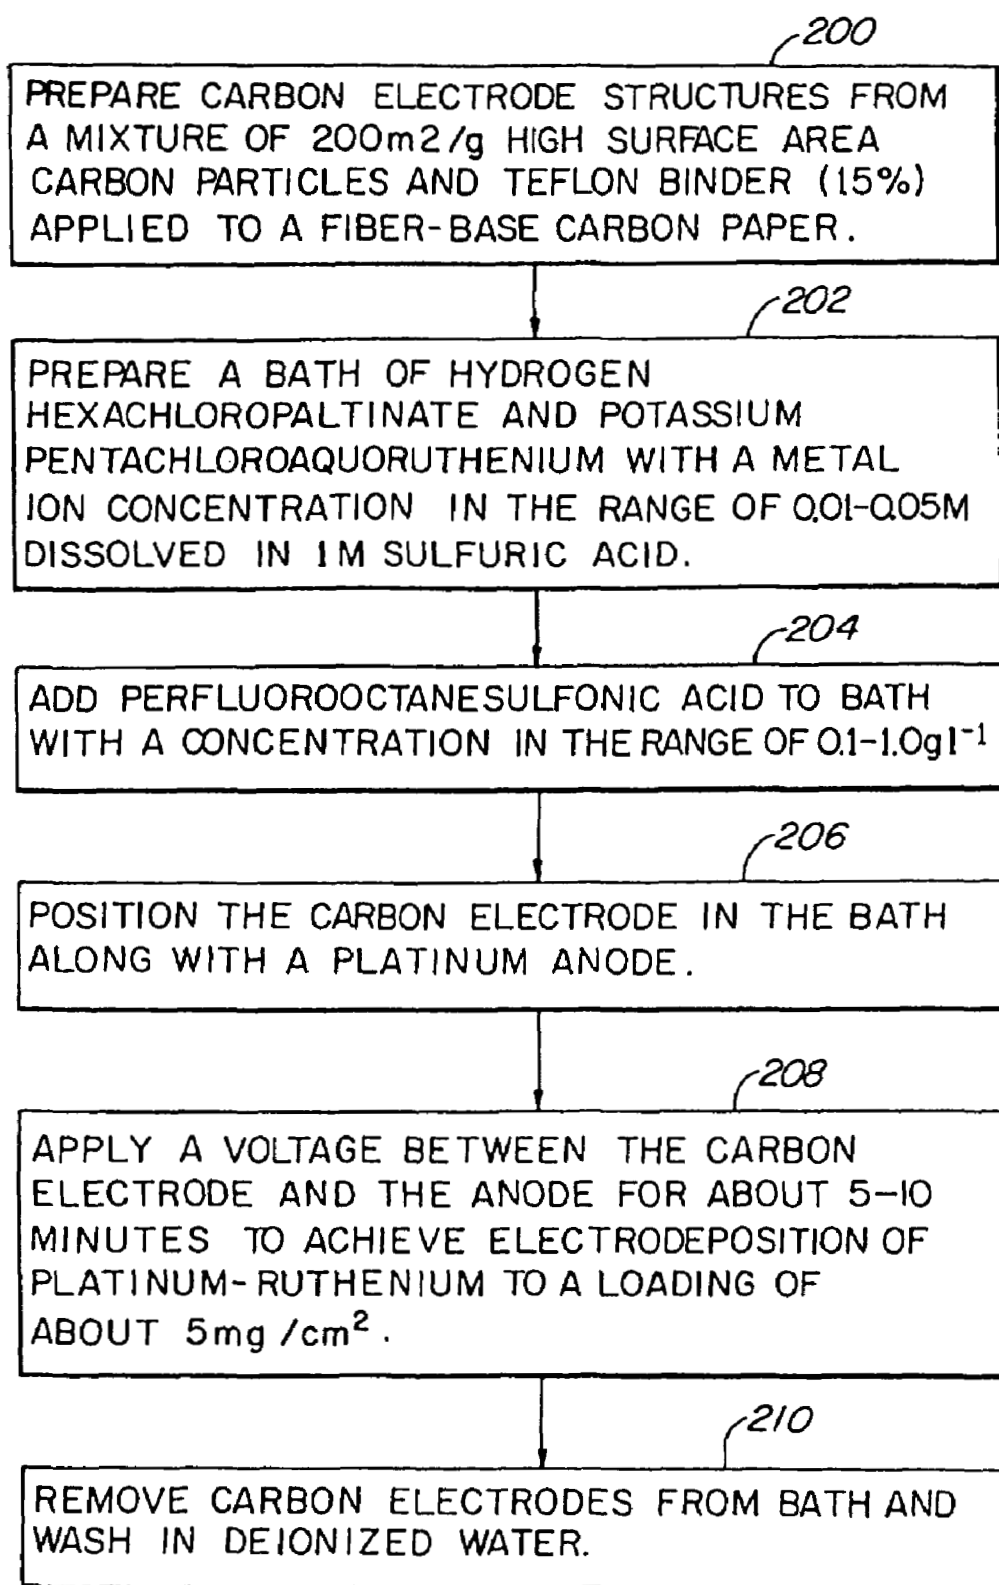 200
PREPARE CARBON ELECTRODE STRUCTURES FROM
A MIXTURE OF 200m2/g HIGH SURFACE AREA
CARBON PARTICLES AND TEFLON BINDER (15%)
APPLIED TO A FIBER-BASE CARBON PAPER.
202
PREPARE A BATH OF HYDROGEN
HEXACHLOROPALTINATE AND POTASSIUM
PENTACHLOROAQUORUTHENIUM WITH A METAL
ION CONCENTRATION IN THE RANGE OF 0.01-0.05M
DISSOLVED IN 1M SULFURIC ACID.
204
ADD PERFLUOROOCTANESULFONIC ACID TO BATH
WITH A CONCENTRATION IN THE RANGE OF 0.1-1.0gl⁻¹
206
POSITION THE CARBON ELECTRODE IN THE BATH
ALONG WITH A PLATINUM ANODE.
208
APPLY A VOLTAGE BETWEEN THE CARBON
ELECTRODE AND THE ANODE FOR ABOUT 5-10
MINUTES TO ACHIEVE ELECTRODEPOSITION OF
PLATINUM-RUTHENIUM TO A LOADING OF
ABOUT 5mg/cm².
210
REMOVE CARBON ELECTRODES FROM BATH AND
WASH IN DEIONIZED WATER.